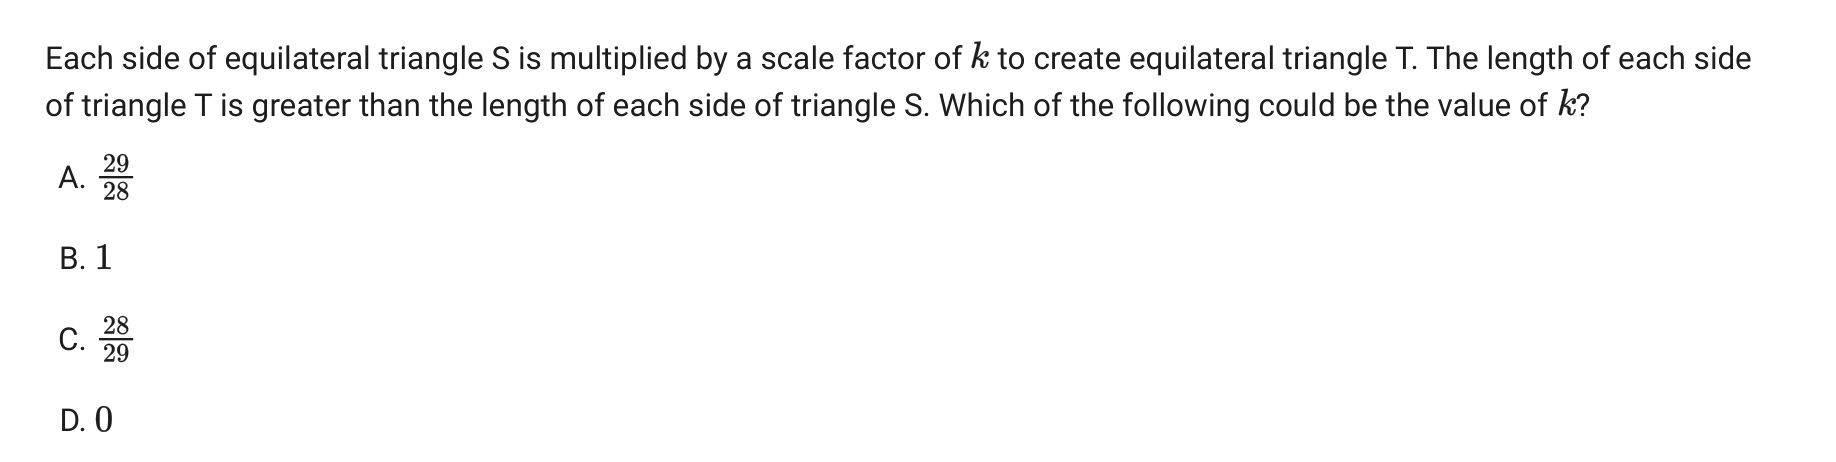 Each side of equilateral triangle S is multiplied by a scale factor of k to create equilateral triangle T. The length of each side
of triangle T is greater than the length of each side of triangle S. Which of the following could be the value of k?
A. 29/28
B. 1
C. 28/29
D. 0